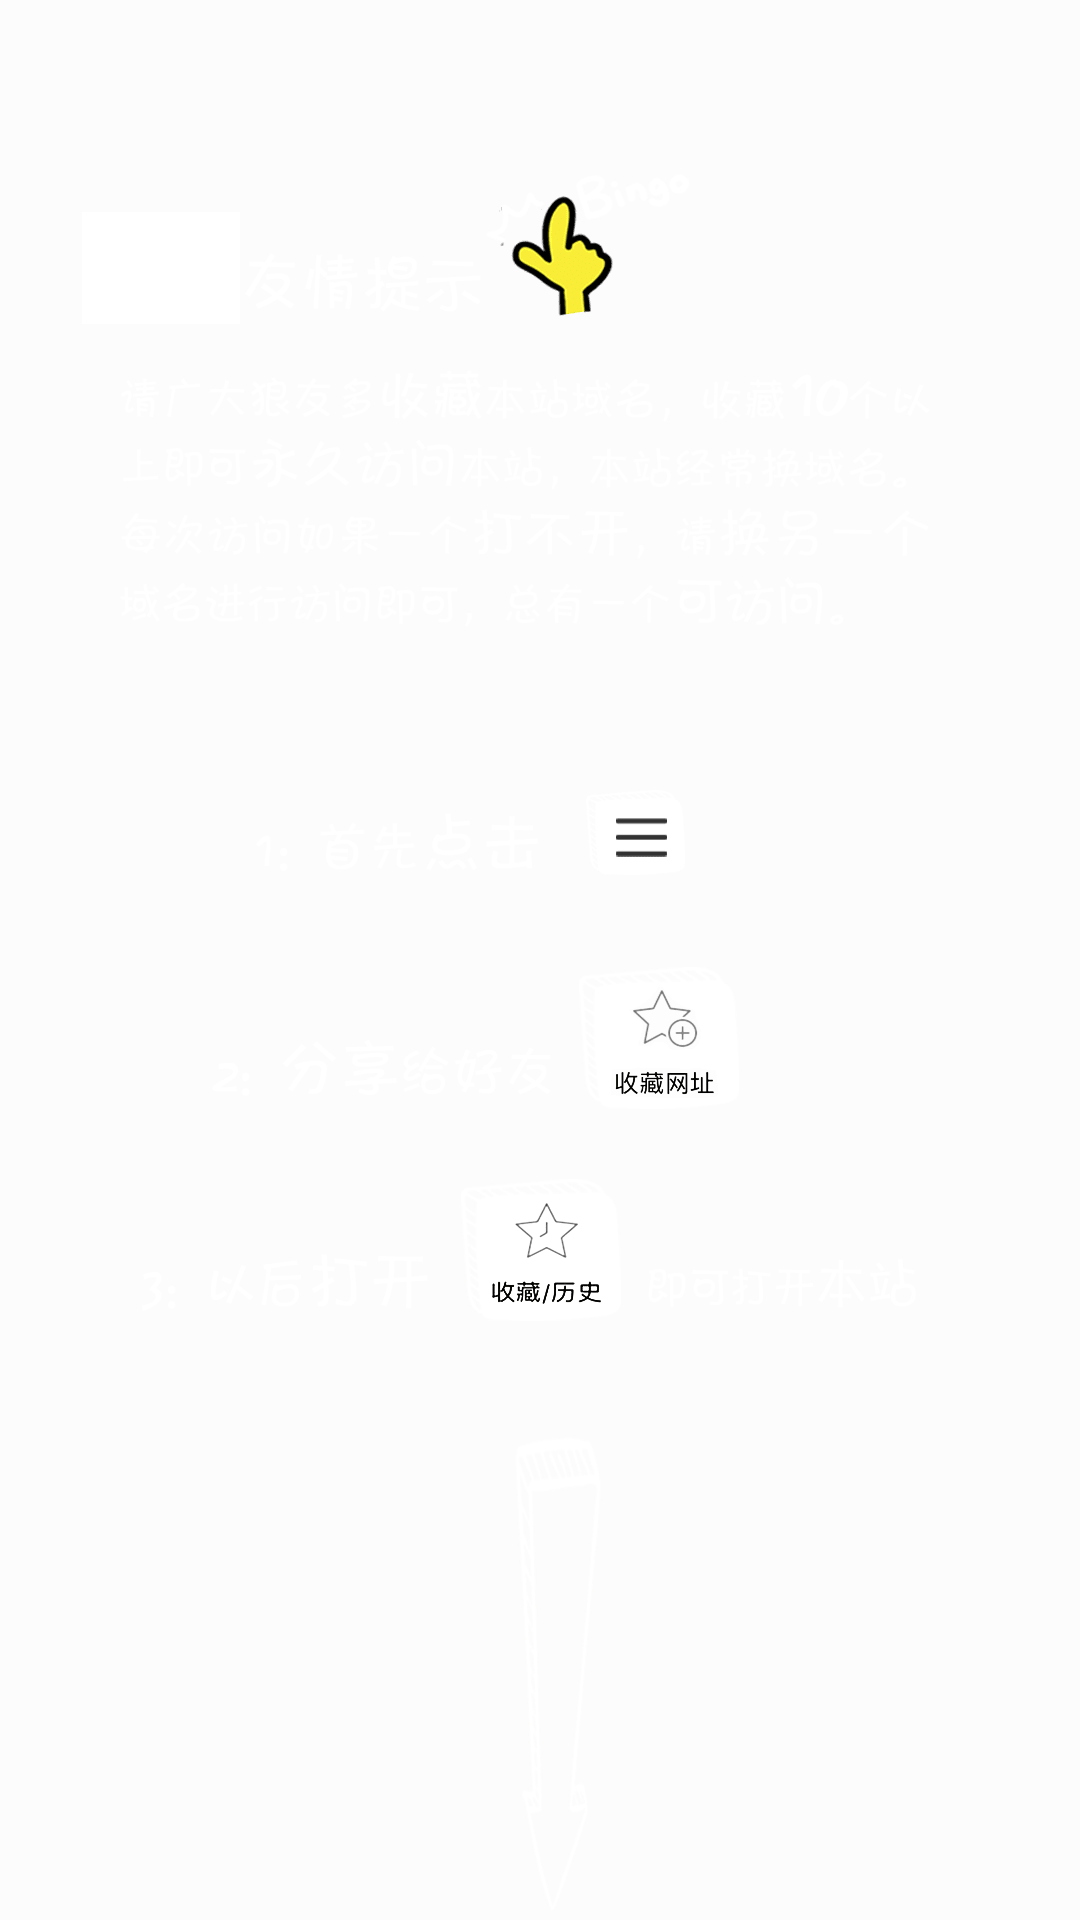 Bingo
友情提示
请广大狼友多收藏本站域名，收藏10个以
上即可永久访问本站，本站经常换域名。
每次访问如果一个打不开，请换另一个
域名进行访问即可，总有一个可访问。
1：首先点击
2：分享给好友
收藏网址
3：以后打开 收藏/历史 即可打开本站